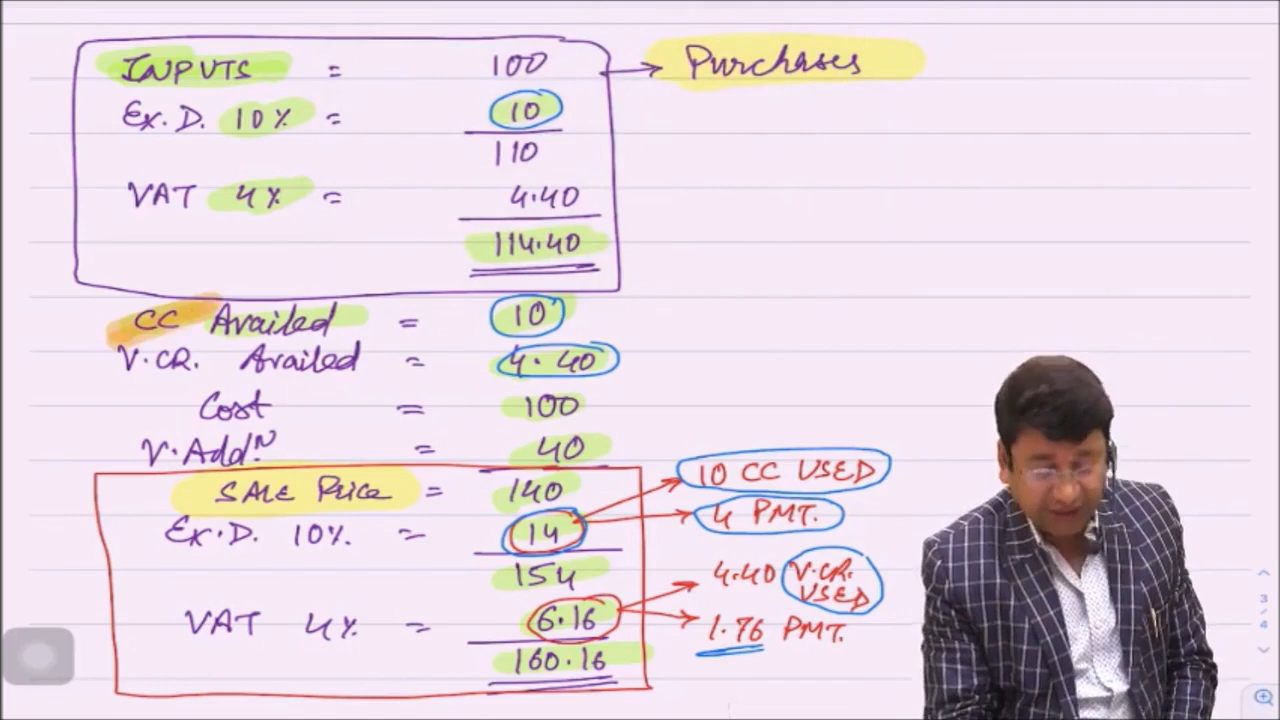 INPUTS = 100 → Purchases
Ex.D. 10% = 10
110
VAT 4% = 4.40
114.40
CC Availed = 10
V.CR. Availed = 4.40
Cost = 100
V.Addᴺ = 40
SALE Price = 140
10 CC USED
Ex.D. 10% = 14
4 PMT.
154
4.40 V.CR. USED
VAT 4% = 6.16
1.76 PMT.
160.16
3/4